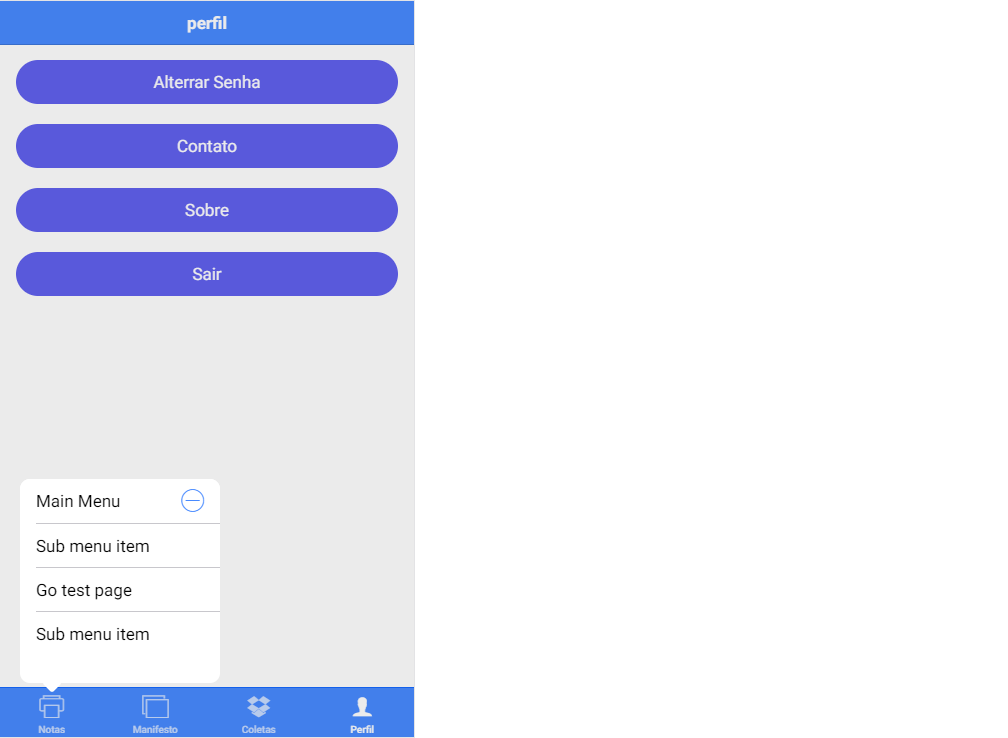 perfil
Alterrar Senha
Contato
Sobre
Sair
Main Menu
Sub menu item
Go test page
Sub menu item
Notas
Manifesto
Coletas
Perfil